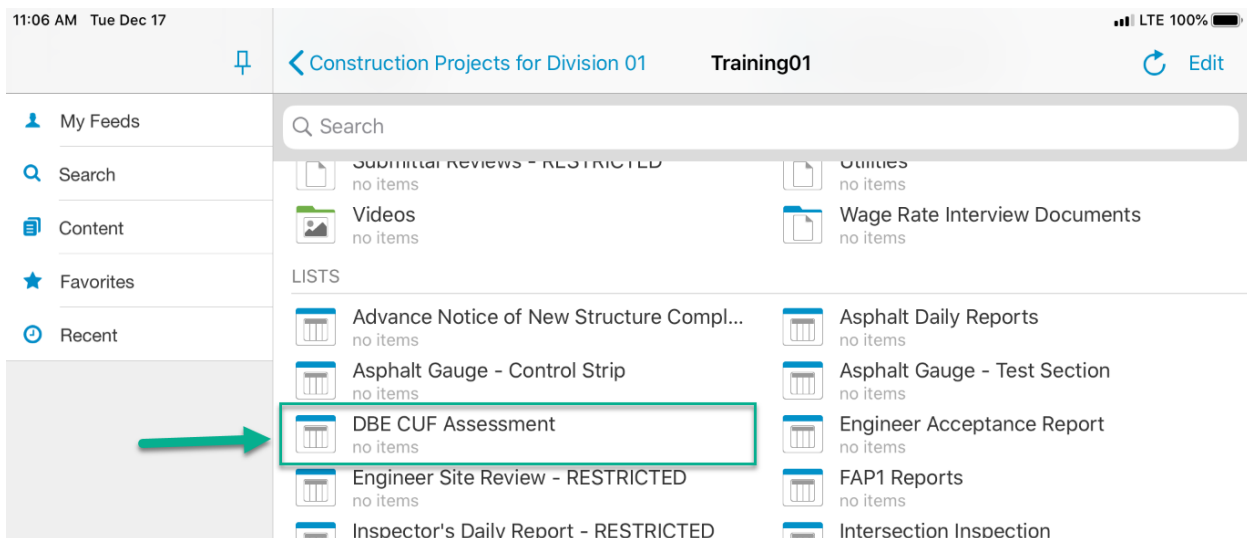 11:06 AM Tue Dec 17
LTE 100%
Construction Projects for Division 01
Training01
Edit
My Feeds
Search
Content
Favorites
Recent
Search
Submittal Reviews - RESTRICTED
no items
Utilities
no items
Videos
no items
Wage Rate Interview Documents
no items
LISTS
Advance Notice of New Structure Compl...
no items
Asphalt Daily Reports
no items
Asphalt Gauge - Control Strip
no items
Asphalt Gauge - Test Section
no items
DBE CUF Assessment
no items
Engineer Acceptance Report
no items
Engineer Site Review - RESTRICTED
no items
FAP1 Reports
no items
Inspector's Daily Report - RESTRICTED
Intersection Inspection